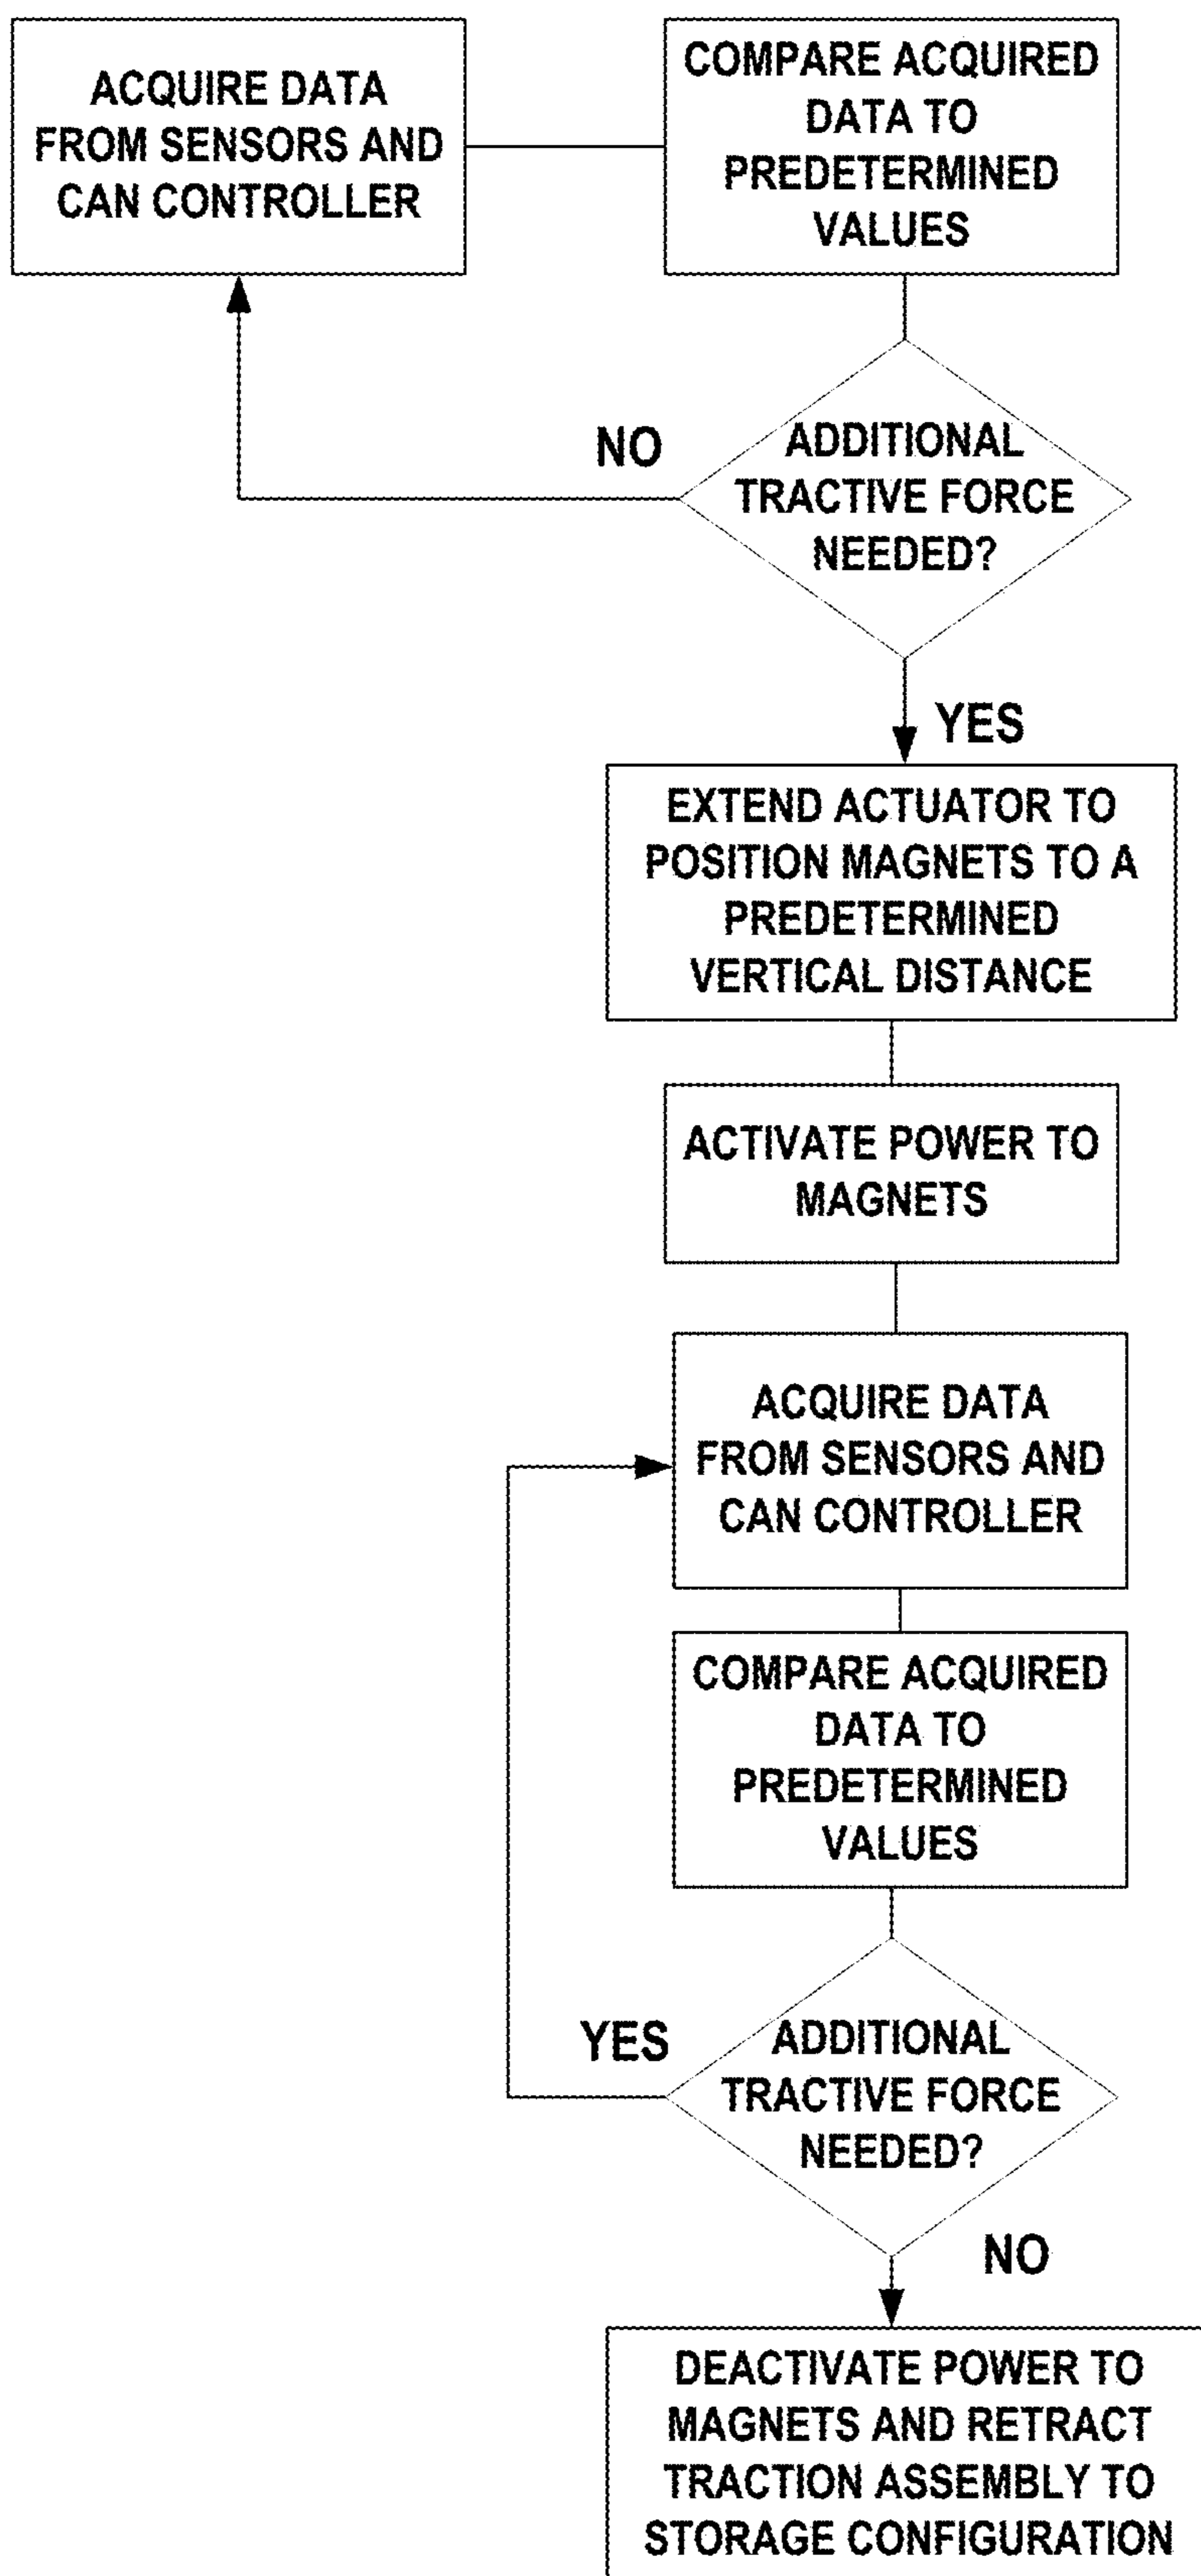 ACQUIRE DATA
FROM SENSORS AND
CAN CONTROLLER
COMPARE ACQUIRED
DATA TO
PREDETERMINED
VALUES
NO
ADDITIONAL
TRACTIVE FORCE
NEEDED?
YES
EXTEND ACTUATOR TO
POSITION MAGNETS TO A
PREDETERMINED
VERTICAL DISTANCE
ACTIVATE POWER TO
MAGNETS
ACQUIRE DATA
FROM SENSORS AND
CAN CONTROLLER
COMPARE ACQUIRED
DATA TO
PREDETERMINED
VALUES
YES
ADDITIONAL
TRACTIVE FORCE
NEEDED?
NO
DEACTIVATE POWER TO
MAGNETS AND RETRACT
TRACTION ASSEMBLY TO
STORAGE CONFIGURATION